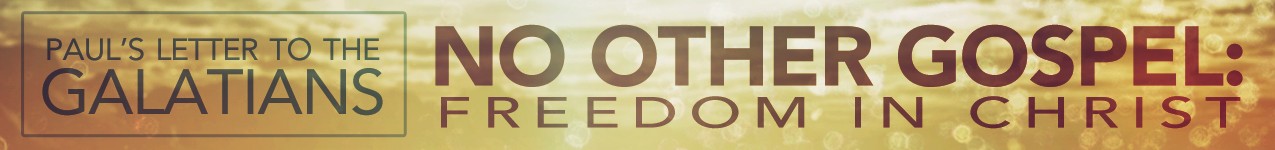 PAUL'S LETTER TO THE
GALATIANS
NO OTHER GOSPEL:
FREEDOM IN CHRIST